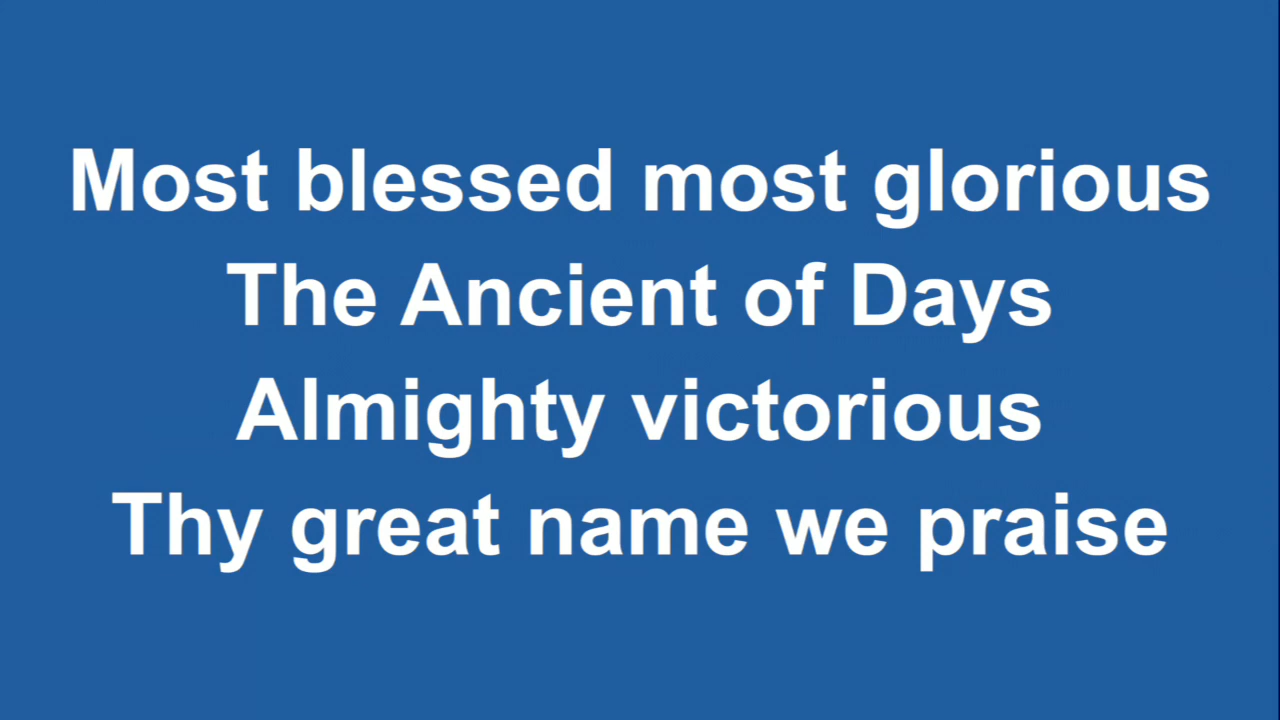 Most blessed most glorious
The Ancient of Days
Almighty victorious
Thy great name we praise